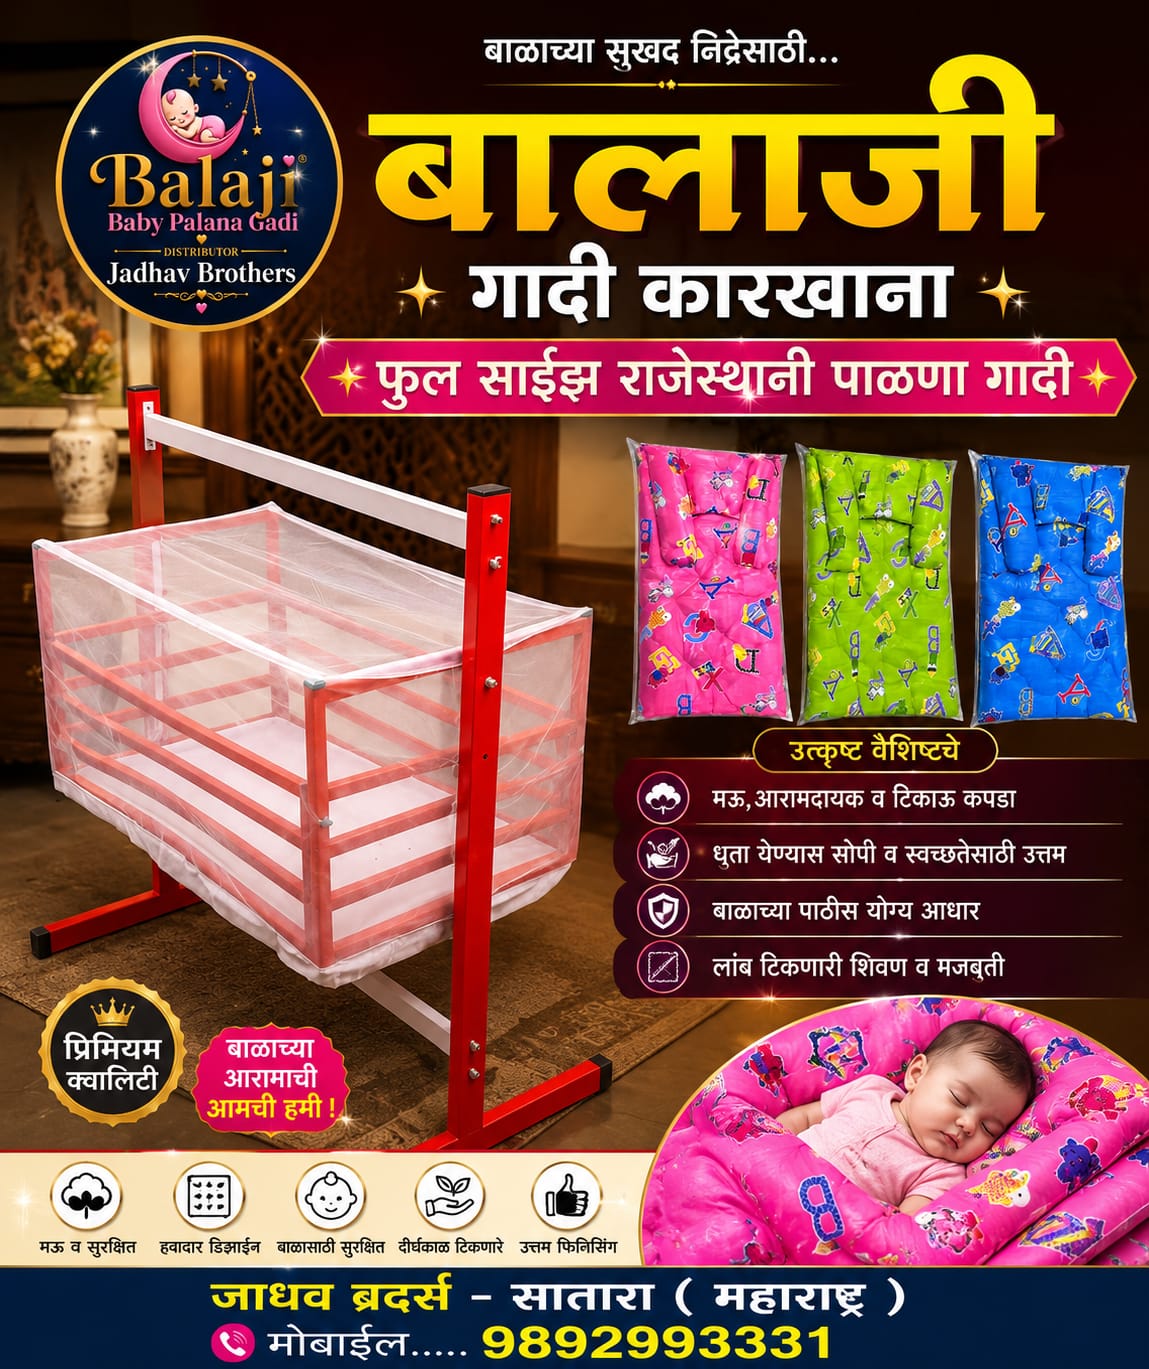 बाळाच्या सुखद निद्रेसाठी...
Balaji®
Baby Palana Gadi
DISTRIBUTOR
Jadhav Brothers
बालाजी
गादी कारखाना
फुल साईझ राजेस्थानी पाळणा गादी
उत्कृष्ट वैशिष्टचे
मऊ,आरामदायक व टिकाऊ कपडा
धुता येण्यास सोपी व स्वच्छतेसाठी उत्तम
बाळाच्या पाठीस योग्य आधार
लांब टिकणारी शिवण व मजबुती
प्रिमियम
क्वालिटी
बाळाच्या
आरामाची
आमची हमी !
मऊ व सुरक्षित
हवादार डिझाईन
बाळासाठी सुरक्षित
दीर्घकाळ टिकणारे
उत्तम फिनिसिंग
जाधव ब्रदर्स - सातारा ( महाराष्ट्र )
मोबाईल..... 9892993331